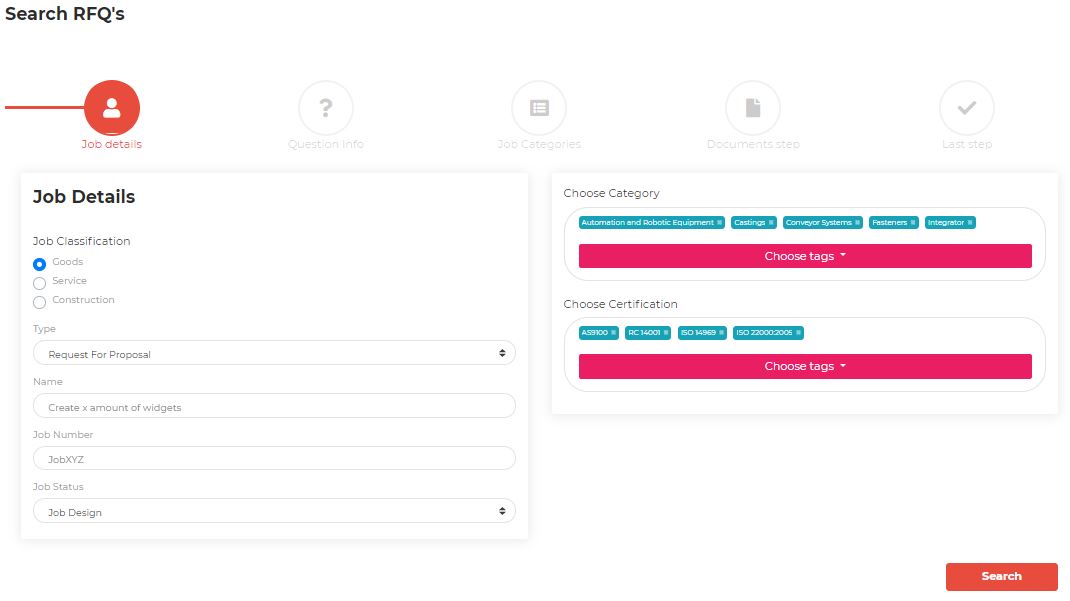 Search RFQ's
Job details
Question Info
Job Categories
Documents step
Last step
Job Details
Job Classification
Goods
Service
Construction
Type
Request For Proposal
Name
Create x amount of widgets
Job Number
JobXYZ
Job Status
Job Design
Choose Category
Automation and Robotic Equipment Castings Conveyor Systems Fasteners Integrator
Choose tags
Choose Certification
AS9100 RC 14001 ISO 14969 ISO 22000:2005
Choose tags
Search